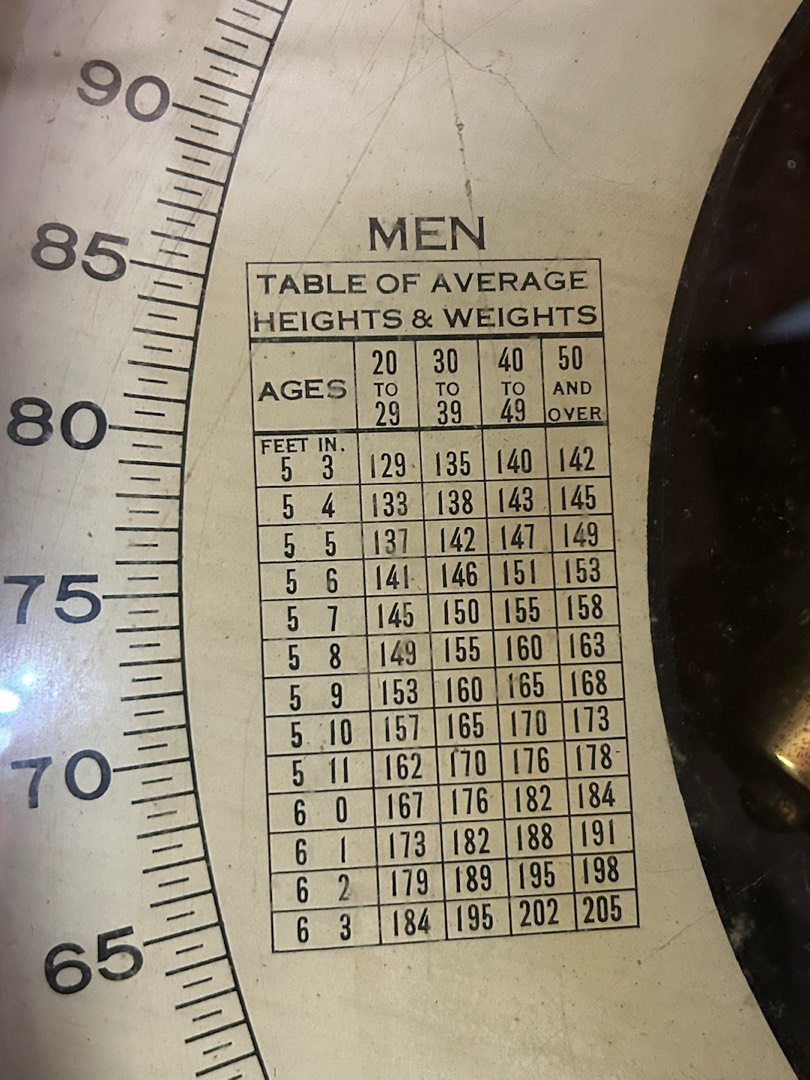 90
85
80
75
70
65
MEN
TABLE OF AVERAGE
HEIGHTS & WEIGHTS
AGES 20 TO 29 30 TO 39 40 TO 49 50 AND OVER
FEET IN.
5 3 129 135 140 142
5 4 133 138 143 145
5 5 137 142 147 149
5 6 141 146 151 153
5 7 145 150 155 158
5 8 149 155 160 163
5 9 153 160 165 168
5 10 157 165 170 173
5 11 162 170 176 178
6 0 167 176 182 184
6 1 173 182 188 191
6 2 179 189 195 198
6 3 184 195 202 205